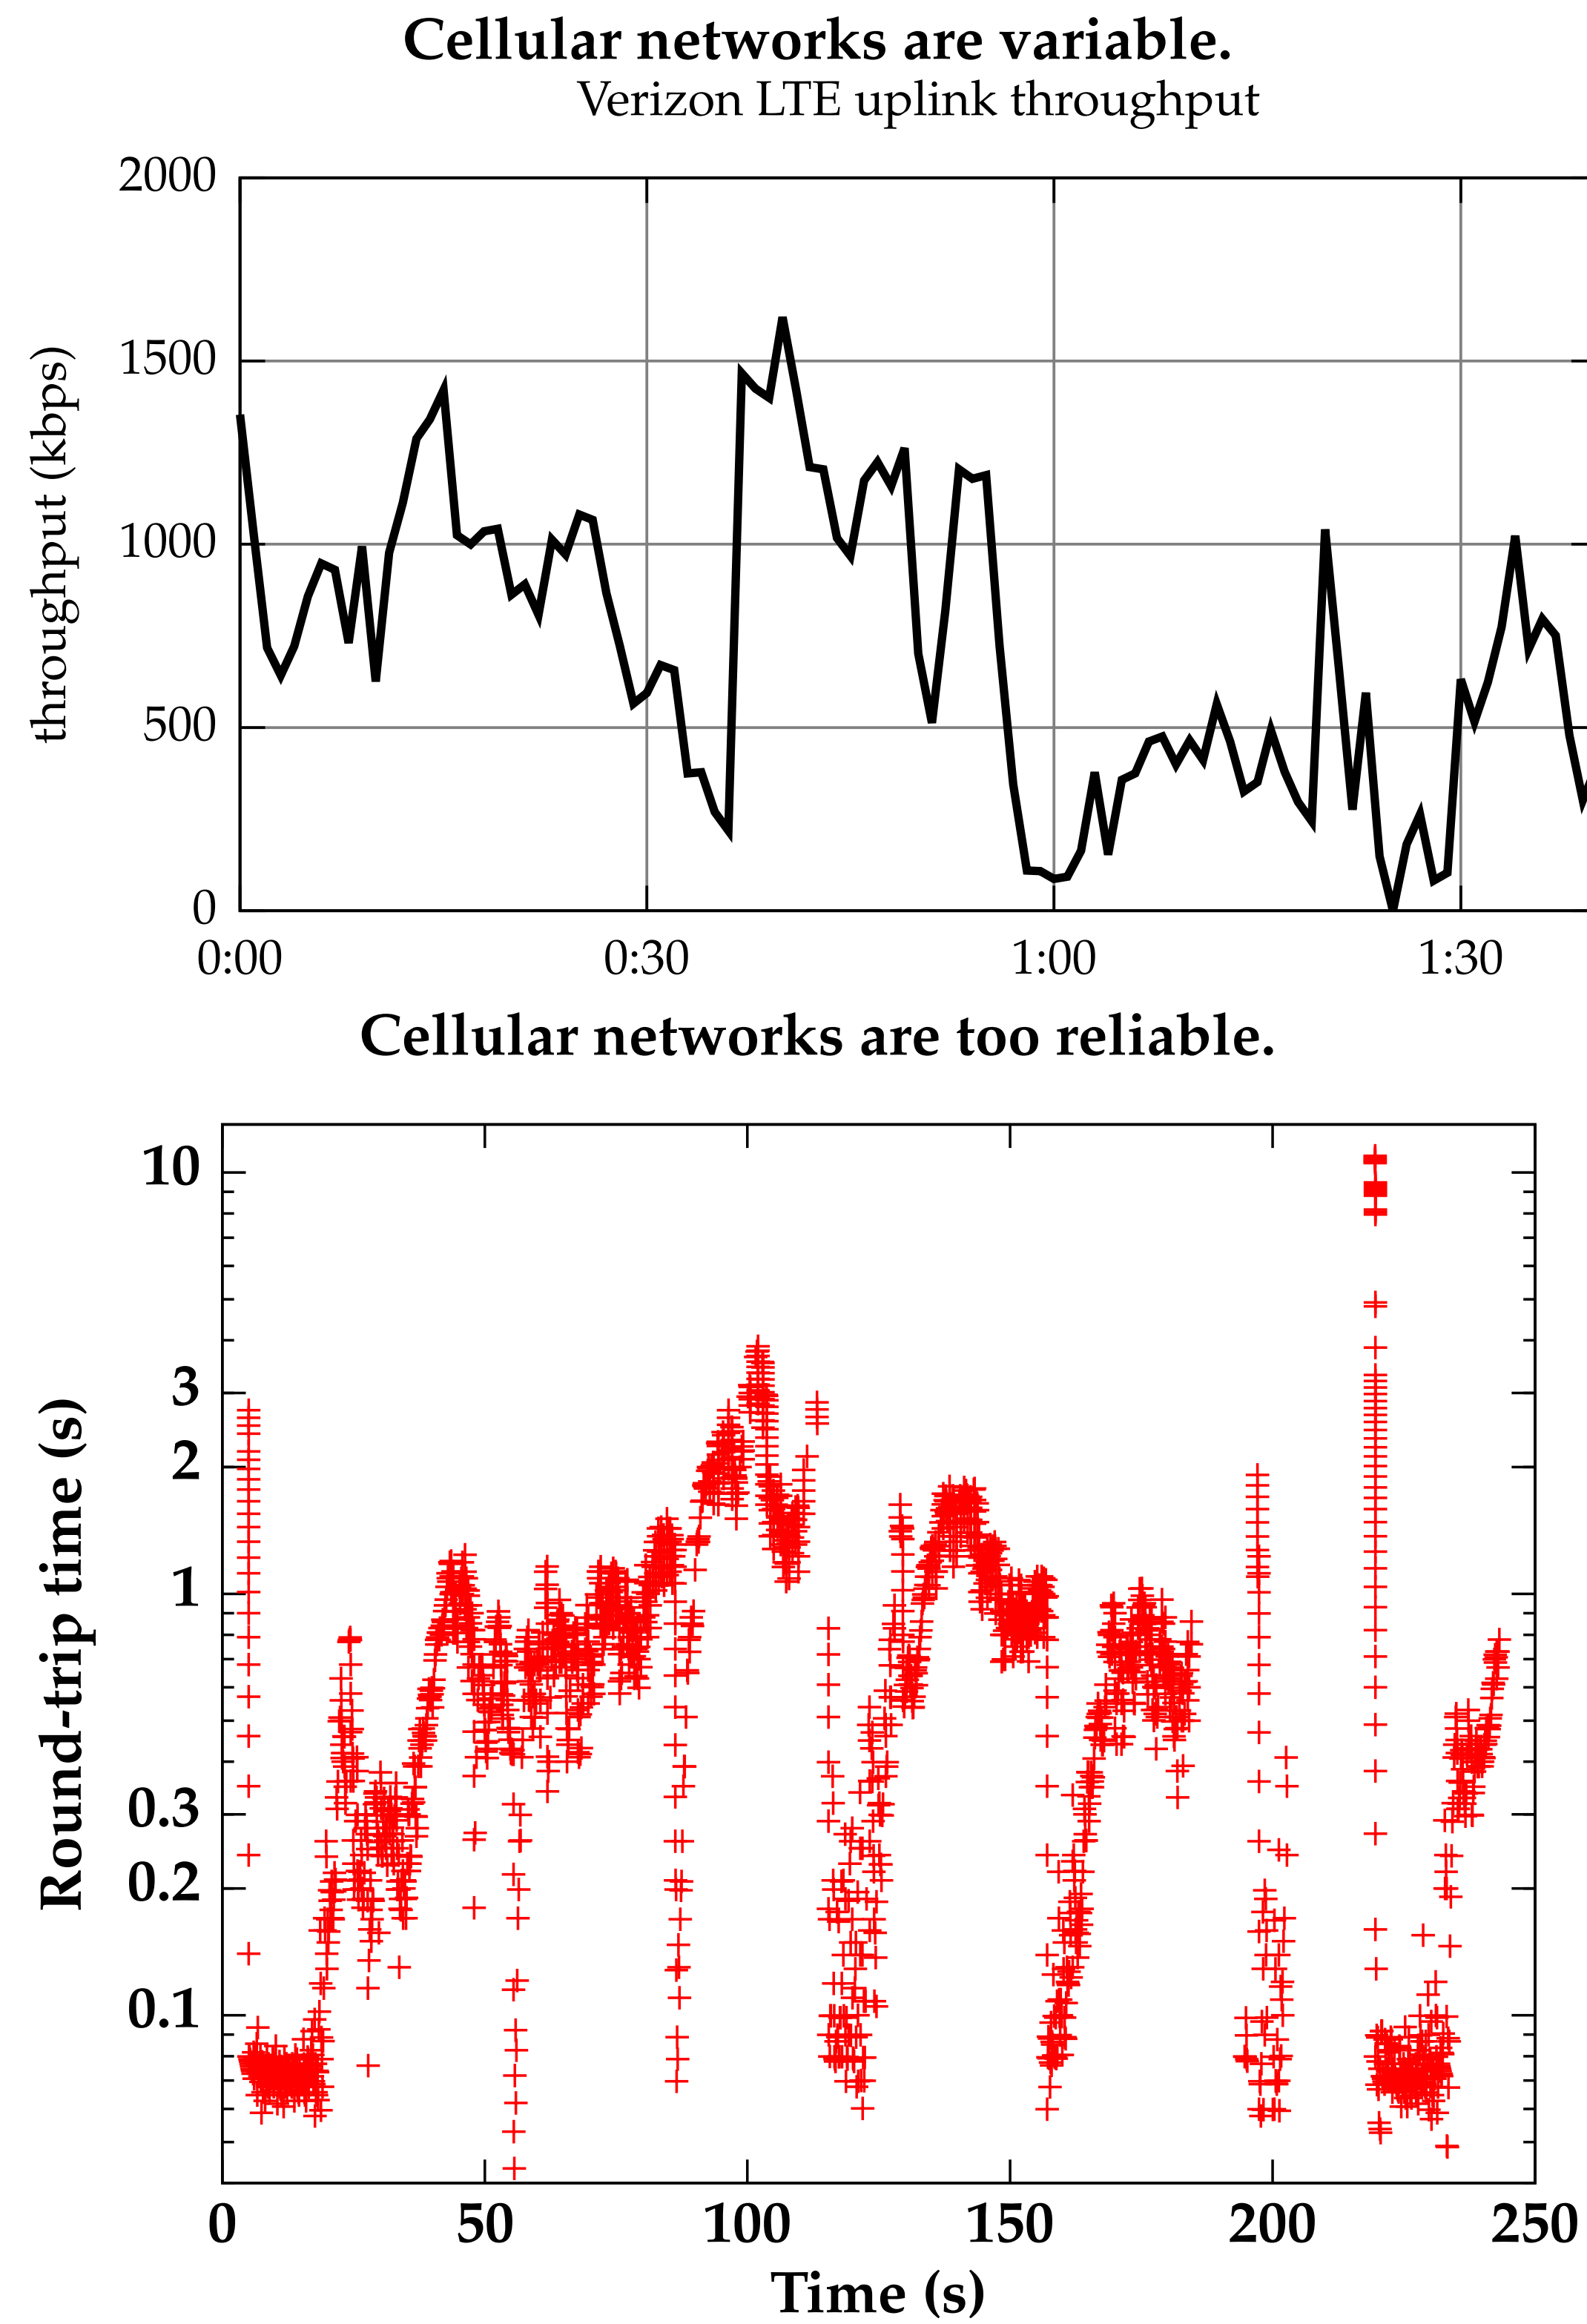 Cellular networks are variable.
Verizon LTE uplink throughput
2000
1500
1000
500
0
throughput (kbps)
0:00 0:30 1:00 1:30
Cellular networks are too reliable.
10
3
2
1
0.3
0.2
0.1
Round-trip time (s)
0 50 100 150 200 250
Time (s)